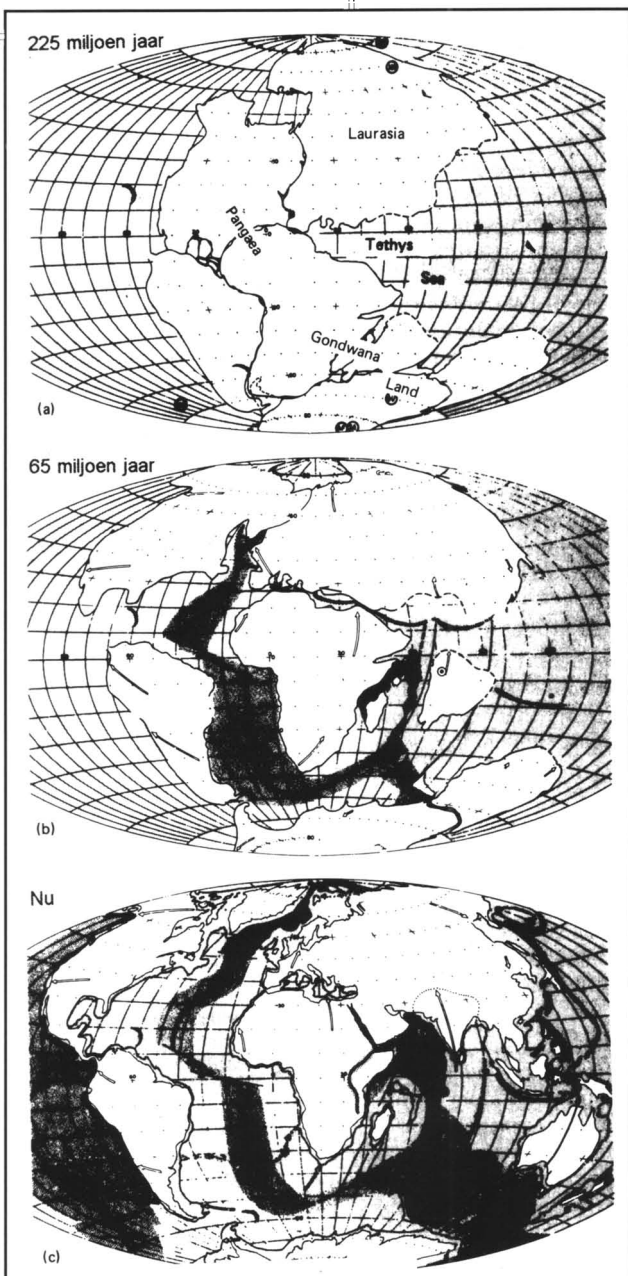 225 miljoen jaar
Laurasia
Pangaea
Tethys
Sea
Gondwana
Land
(a)
65 miljoen jaar
(b)
Nu
(c)